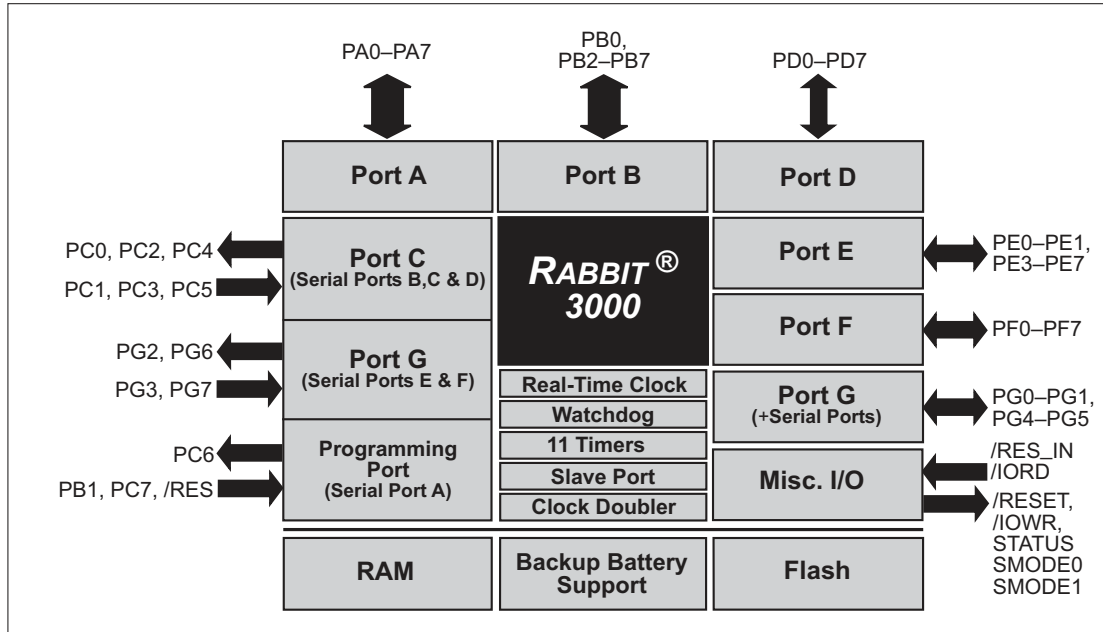 PA0–PA7
PB0,
PB2–PB7
PD0–PD7
Port A
Port B
Port D
PC0, PC2, PC4
PC1, PC3, PC5
Port C
(Serial Ports B,C & D)
RABBIT ®
3000
Port E
PE0–PE1,
PE3–PE7
Port F
PF0–PF7
PG2, PG6
PG3, PG7
Port G
(Serial Ports E & F)
Real-Time Clock
Watchdog
11 Timers
Slave Port
Clock Doubler
Port G
(+Serial Ports)
PG0–PG1,
PG4–PG5
PC6
PB1, PC7, /RES
Programming
Port
(Serial Port A)
Misc. I/O
/RES_IN
/IORD
/RESET,
/IOWR,
STATUS
SMODE0
SMODE1
RAM
Backup Battery
Support
Flash